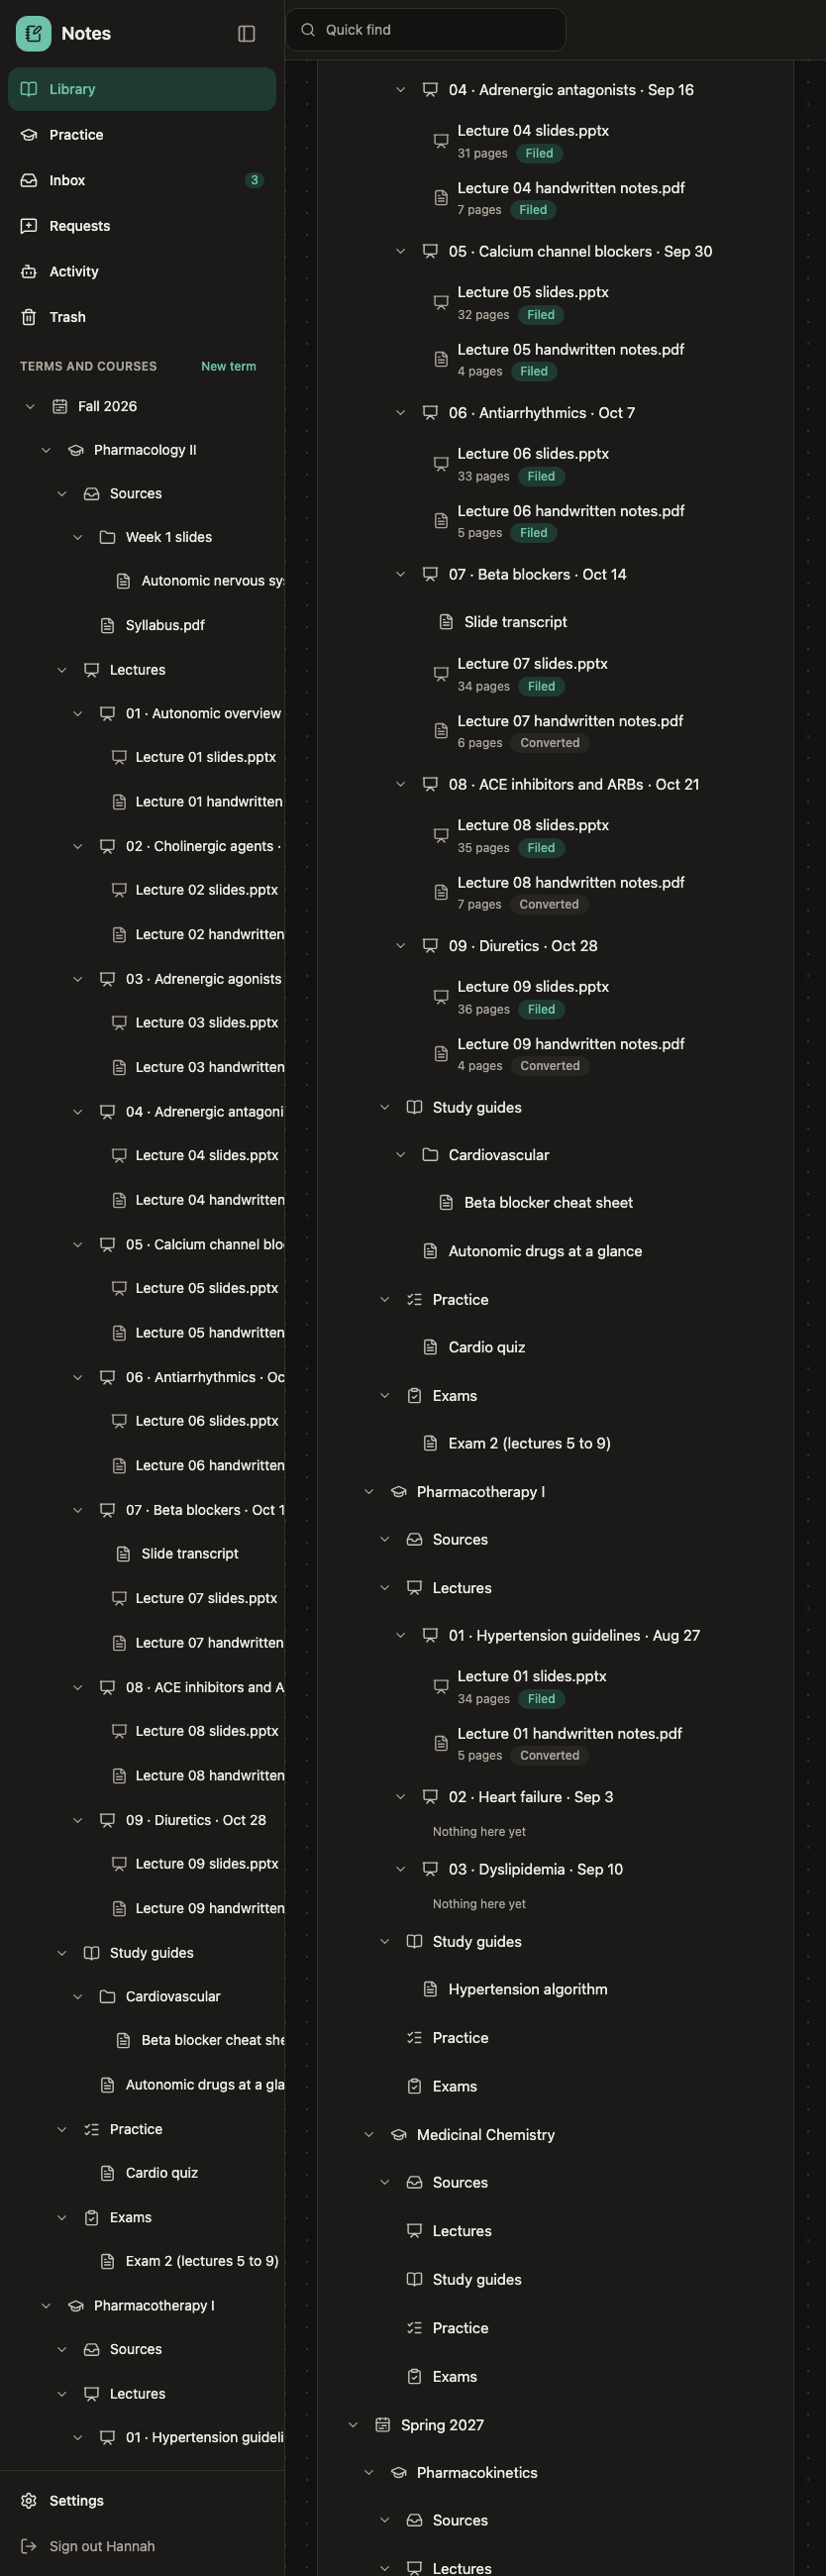 Notes
Library
Practice
Inbox
3
Requests
Activity
Trash
TERMS AND COURSES
New term
Fall 2026
Pharmacology II
Sources
Week 1 slides
Autonomic nervous sy
Syllabus.pdf
Lectures
01 · Autonomic overview
Lecture 01 slides.pptx
Lecture 01 handwritten
02 · Cholinergic agents ·
Lecture 02 slides.pptx
Lecture 02 handwritten
03 · Adrenergic agonists
Lecture 03 slides.pptx
Lecture 03 handwritten
04 · Adrenergic antagoni
Lecture 04 slides.pptx
Lecture 04 handwritten
05 · Calcium channel blo
Lecture 05 slides.pptx
Lecture 05 handwritten
06 · Antiarrhythmics · Oc
Lecture 06 slides.pptx
Lecture 06 handwritten
07 · Beta blockers · Oct 1
Slide transcript
Lecture 07 slides.pptx
Lecture 07 handwritten
08 · ACE inhibitors and A
Lecture 08 slides.pptx
Lecture 08 handwritten
09 · Diuretics · Oct 28
Lecture 09 slides.pptx
Lecture 09 handwritten
Study guides
Cardiovascular
Beta blocker cheat she
Autonomic drugs at a gla
Practice
Cardio quiz
Exams
Exam 2 (lectures 5 to 9)
Pharmacotherapy I
Sources
Lectures
01 · Hypertension guideli
Settings
Sign out Hannah
Quick find
04 · Adrenergic antagonists · Sep 16
Lecture 04 slides.pptx
31 pages Filed
Lecture 04 handwritten notes.pdf
7 pages Filed
05 · Calcium channel blockers · Sep 30
Lecture 05 slides.pptx
32 pages Filed
Lecture 05 handwritten notes.pdf
4 pages Filed
06 · Antiarrhythmics · Oct 7
Lecture 06 slides.pptx
33 pages Filed
Lecture 06 handwritten notes.pdf
5 pages Filed
07 · Beta blockers · Oct 14
Slide transcript
Lecture 07 slides.pptx
34 pages Filed
Lecture 07 handwritten notes.pdf
6 pages Converted
08 · ACE inhibitors and ARBs · Oct 21
Lecture 08 slides.pptx
35 pages Filed
Lecture 08 handwritten notes.pdf
7 pages Converted
09 · Diuretics · Oct 28
Lecture 09 slides.pptx
36 pages Filed
Lecture 09 handwritten notes.pdf
4 pages Converted
Study guides
Cardiovascular
Beta blocker cheat sheet
Autonomic drugs at a glance
Practice
Cardio quiz
Exams
Exam 2 (lectures 5 to 9)
Pharmacotherapy I
Sources
Lectures
01 · Hypertension guidelines · Aug 27
Lecture 01 slides.pptx
34 pages Filed
Lecture 01 handwritten notes.pdf
5 pages Converted
02 · Heart failure · Sep 3
Nothing here yet
03 · Dyslipidemia · Sep 10
Nothing here yet
Study guides
Hypertension algorithm
Practice
Exams
Medicinal Chemistry
Sources
Lectures
Study guides
Practice
Exams
Spring 2027
Pharmacokinetics
Sources
Lectures